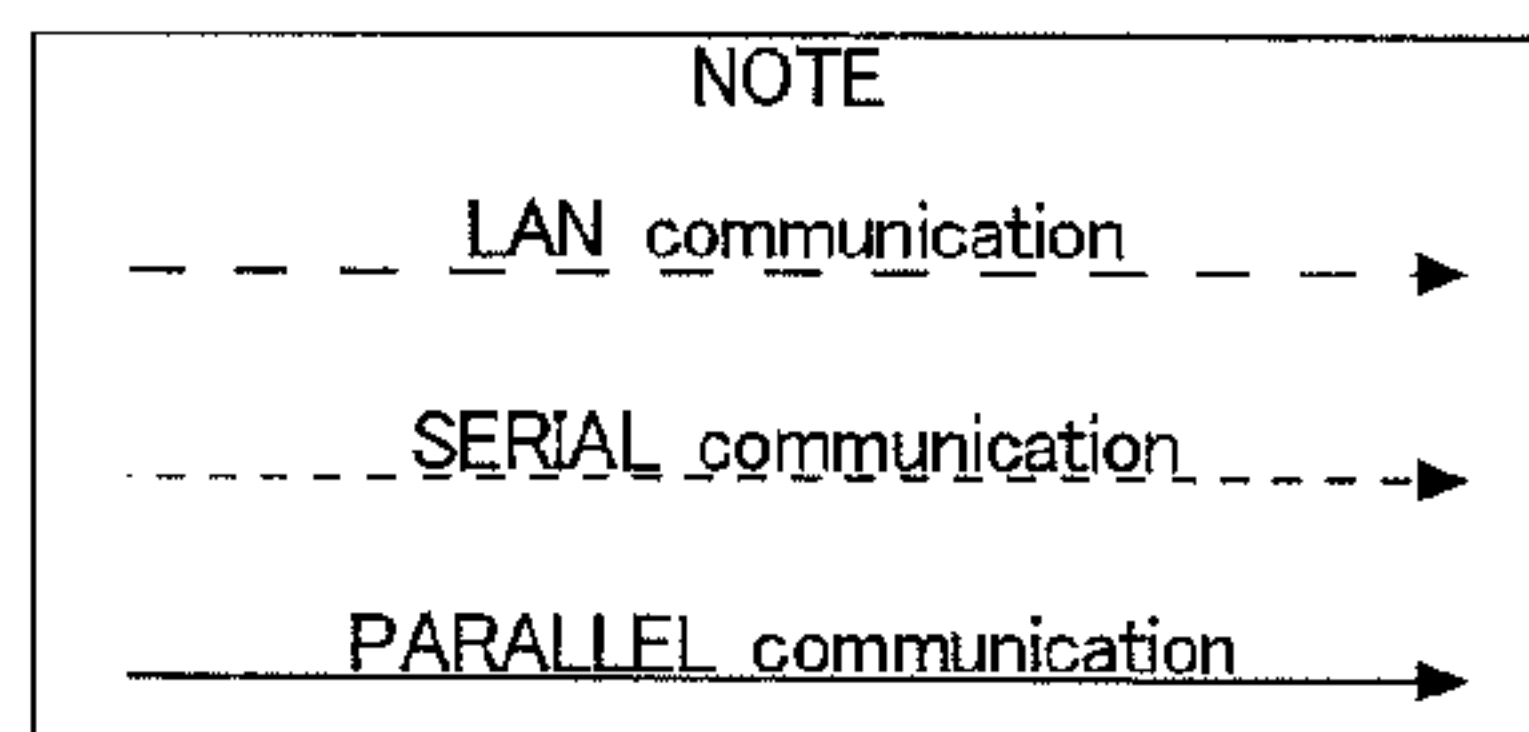 NOTE
LAN communication
SERIAL communication
PARALLEL communication